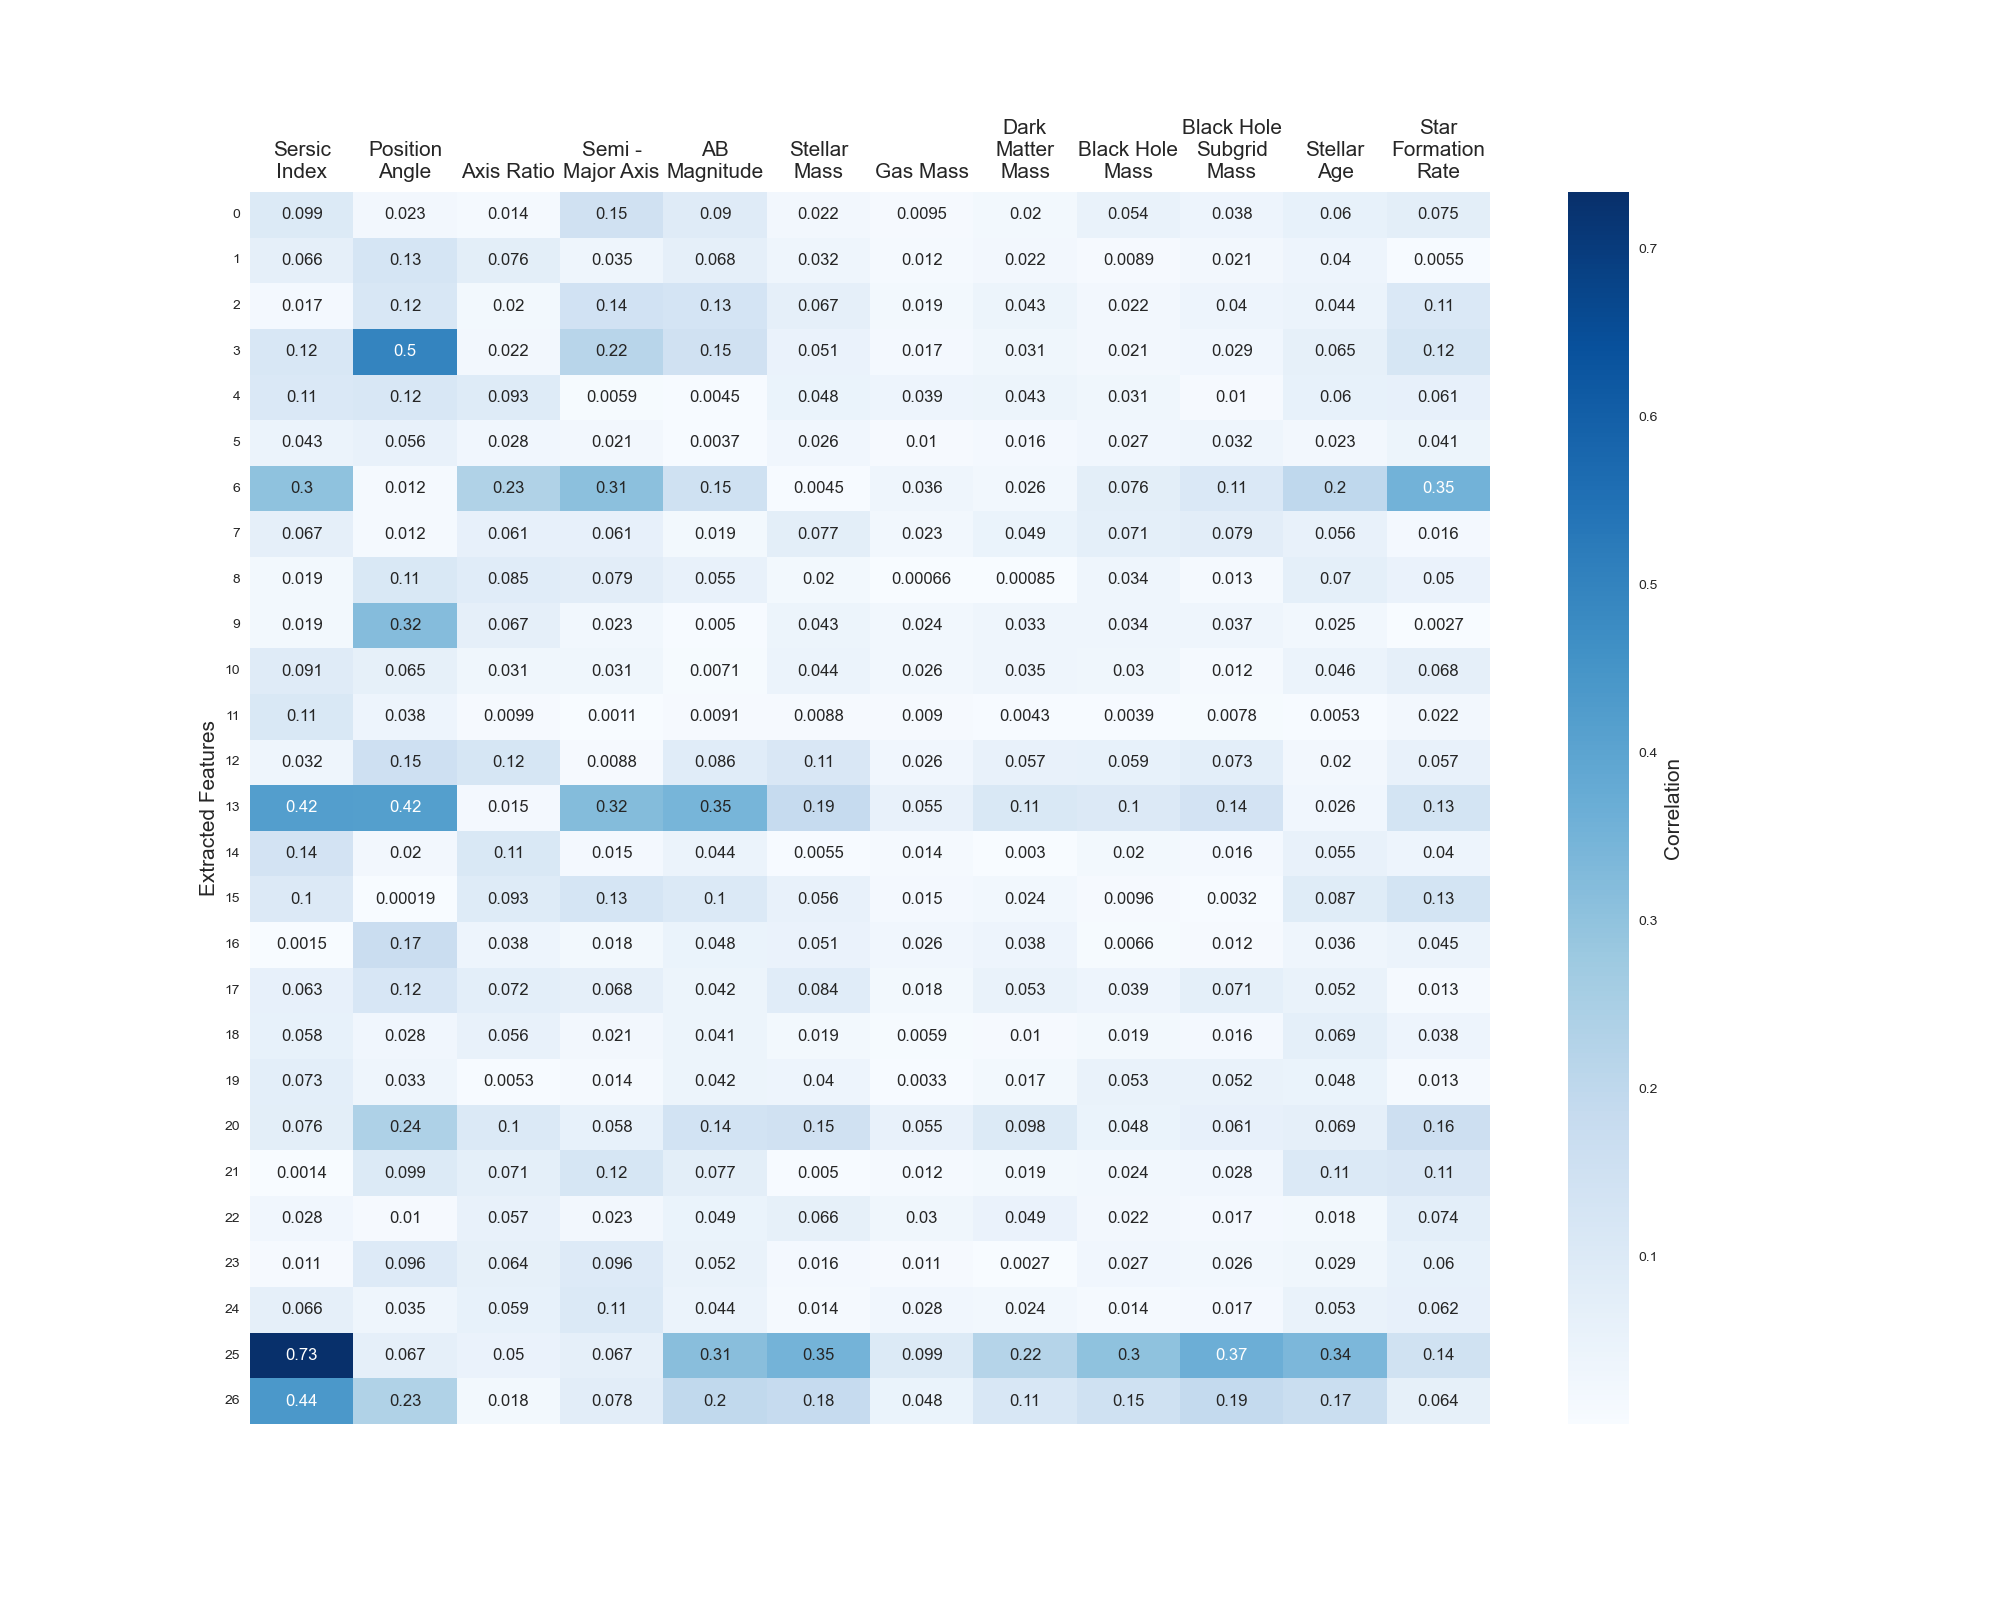 Sersic
Index
Position
Angle
Axis Ratio
Semi -
Major Axis
AB
Magnitude
Stellar
Mass
Gas Mass
Dark
Matter
Mass
Black Hole
Mass
Black Hole
Subgrid
Mass
Stellar
Age
Star
Formation
Rate
0 0.099 0.023 0.014 0.15 0.09 0.022 0.0095 0.02 0.054 0.038 0.06 0.075
1 0.066 0.13 0.076 0.035 0.068 0.032 0.012 0.022 0.0089 0.021 0.04 0.0055
2 0.017 0.12 0.02 0.14 0.13 0.067 0.019 0.043 0.022 0.04 0.044 0.11
3 0.12 0.5 0.022 0.22 0.15 0.051 0.017 0.031 0.021 0.029 0.065 0.12
4 0.11 0.12 0.093 0.0059 0.0045 0.048 0.039 0.043 0.031 0.01 0.06 0.061
5 0.043 0.056 0.028 0.021 0.0037 0.026 0.01 0.016 0.027 0.032 0.023 0.041
6 0.3 0.012 0.23 0.31 0.15 0.0045 0.036 0.026 0.076 0.11 0.2 0.35
7 0.067 0.012 0.061 0.061 0.019 0.077 0.023 0.049 0.071 0.079 0.056 0.016
8 0.019 0.11 0.085 0.079 0.055 0.02 0.00066 0.00085 0.034 0.013 0.07 0.05
9 0.019 0.32 0.067 0.023 0.005 0.043 0.024 0.033 0.034 0.037 0.025 0.0027
10 0.091 0.065 0.031 0.031 0.0071 0.044 0.026 0.035 0.03 0.012 0.046 0.068
11 0.11 0.038 0.0099 0.0011 0.0091 0.0088 0.009 0.0043 0.0039 0.0078 0.0053 0.022
12 0.032 0.15 0.12 0.0088 0.086 0.11 0.026 0.057 0.059 0.073 0.02 0.057
13 0.42 0.42 0.015 0.32 0.35 0.19 0.055 0.11 0.1 0.14 0.026 0.13
14 0.14 0.02 0.11 0.015 0.044 0.0055 0.014 0.003 0.02 0.016 0.055 0.04
15 0.1 0.00019 0.093 0.13 0.1 0.056 0.015 0.024 0.0096 0.0032 0.087 0.13
16 0.0015 0.17 0.038 0.018 0.048 0.051 0.026 0.038 0.0066 0.012 0.036 0.045
17 0.063 0.12 0.072 0.068 0.042 0.084 0.018 0.053 0.039 0.071 0.052 0.013
18 0.058 0.028 0.056 0.021 0.041 0.019 0.0059 0.01 0.019 0.016 0.069 0.038
19 0.073 0.033 0.0053 0.014 0.042 0.04 0.0033 0.017 0.053 0.052 0.048 0.013
20 0.076 0.24 0.1 0.058 0.14 0.15 0.055 0.098 0.048 0.061 0.069 0.16
21 0.0014 0.099 0.071 0.12 0.077 0.005 0.012 0.019 0.024 0.028 0.11 0.11
22 0.028 0.01 0.057 0.023 0.049 0.066 0.03 0.049 0.022 0.017 0.018 0.074
23 0.011 0.096 0.064 0.096 0.052 0.016 0.011 0.0027 0.027 0.026 0.029 0.06
24 0.066 0.035 0.059 0.11 0.044 0.014 0.028 0.024 0.014 0.017 0.053 0.062
25 0.73 0.067 0.05 0.067 0.31 0.35 0.099 0.22 0.3 0.37 0.34 0.14
26 0.44 0.23 0.018 0.078 0.2 0.18 0.048 0.11 0.15 0.19 0.17 0.064
Extracted Features
0.7
0.6
0.5
0.4
0.3
0.2
0.1
Correlation